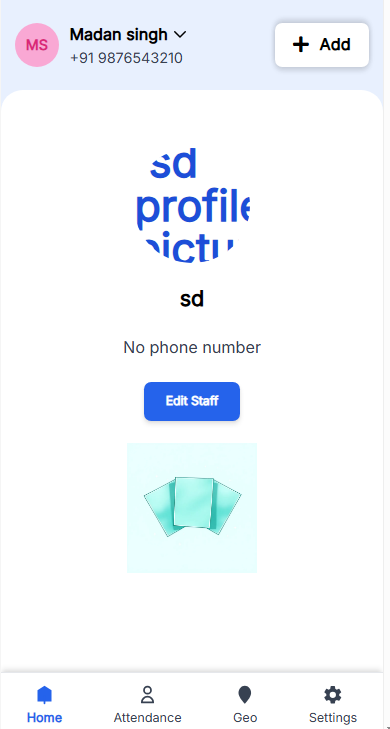 MS
Madan singh
+91 9876543210
Add
sd
profile
pictu
sd
No phone number
Edit Staff
Home
Attendance
Geo
Settings